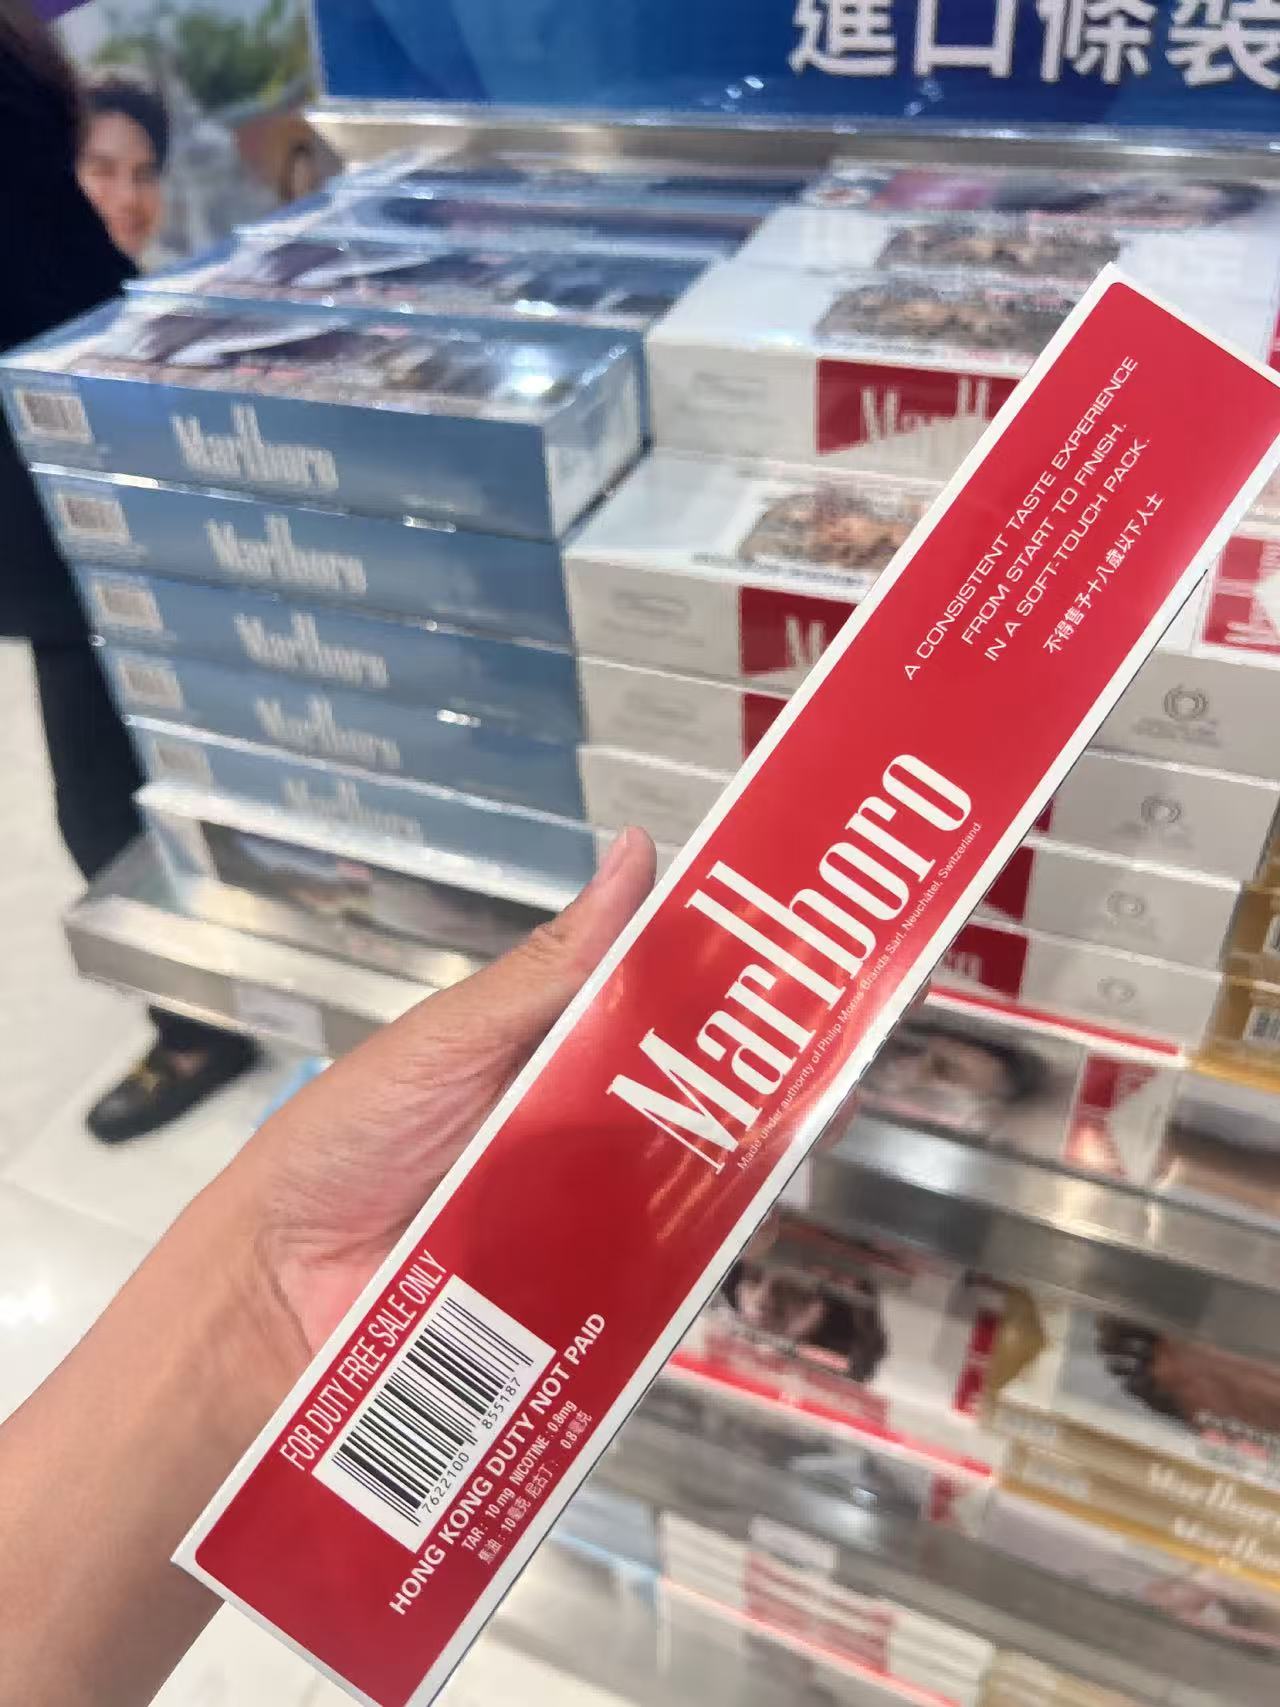 進口條裝
Marlboro
Marlboro
Marlboro
Marlboro
Marlboro
A CONSISTENT TASTE EXPERIENCE
FROM START TO FINISH.
IN A SOFT-TOUCH PACK.
不得售予十八歲以下人士
Marlboro
Made under authority of Philip Morris Brands Sàrl, Neuchâtel, Switzerland
FOR DUTY FREE SALE ONLY
7622100 855187
HONG KONG DUTY NOT PAID
TAR: 10 mg NICOTINE: 0.8mg
焦油: 10毫克 尼古丁: 0.8毫克
Marlboro